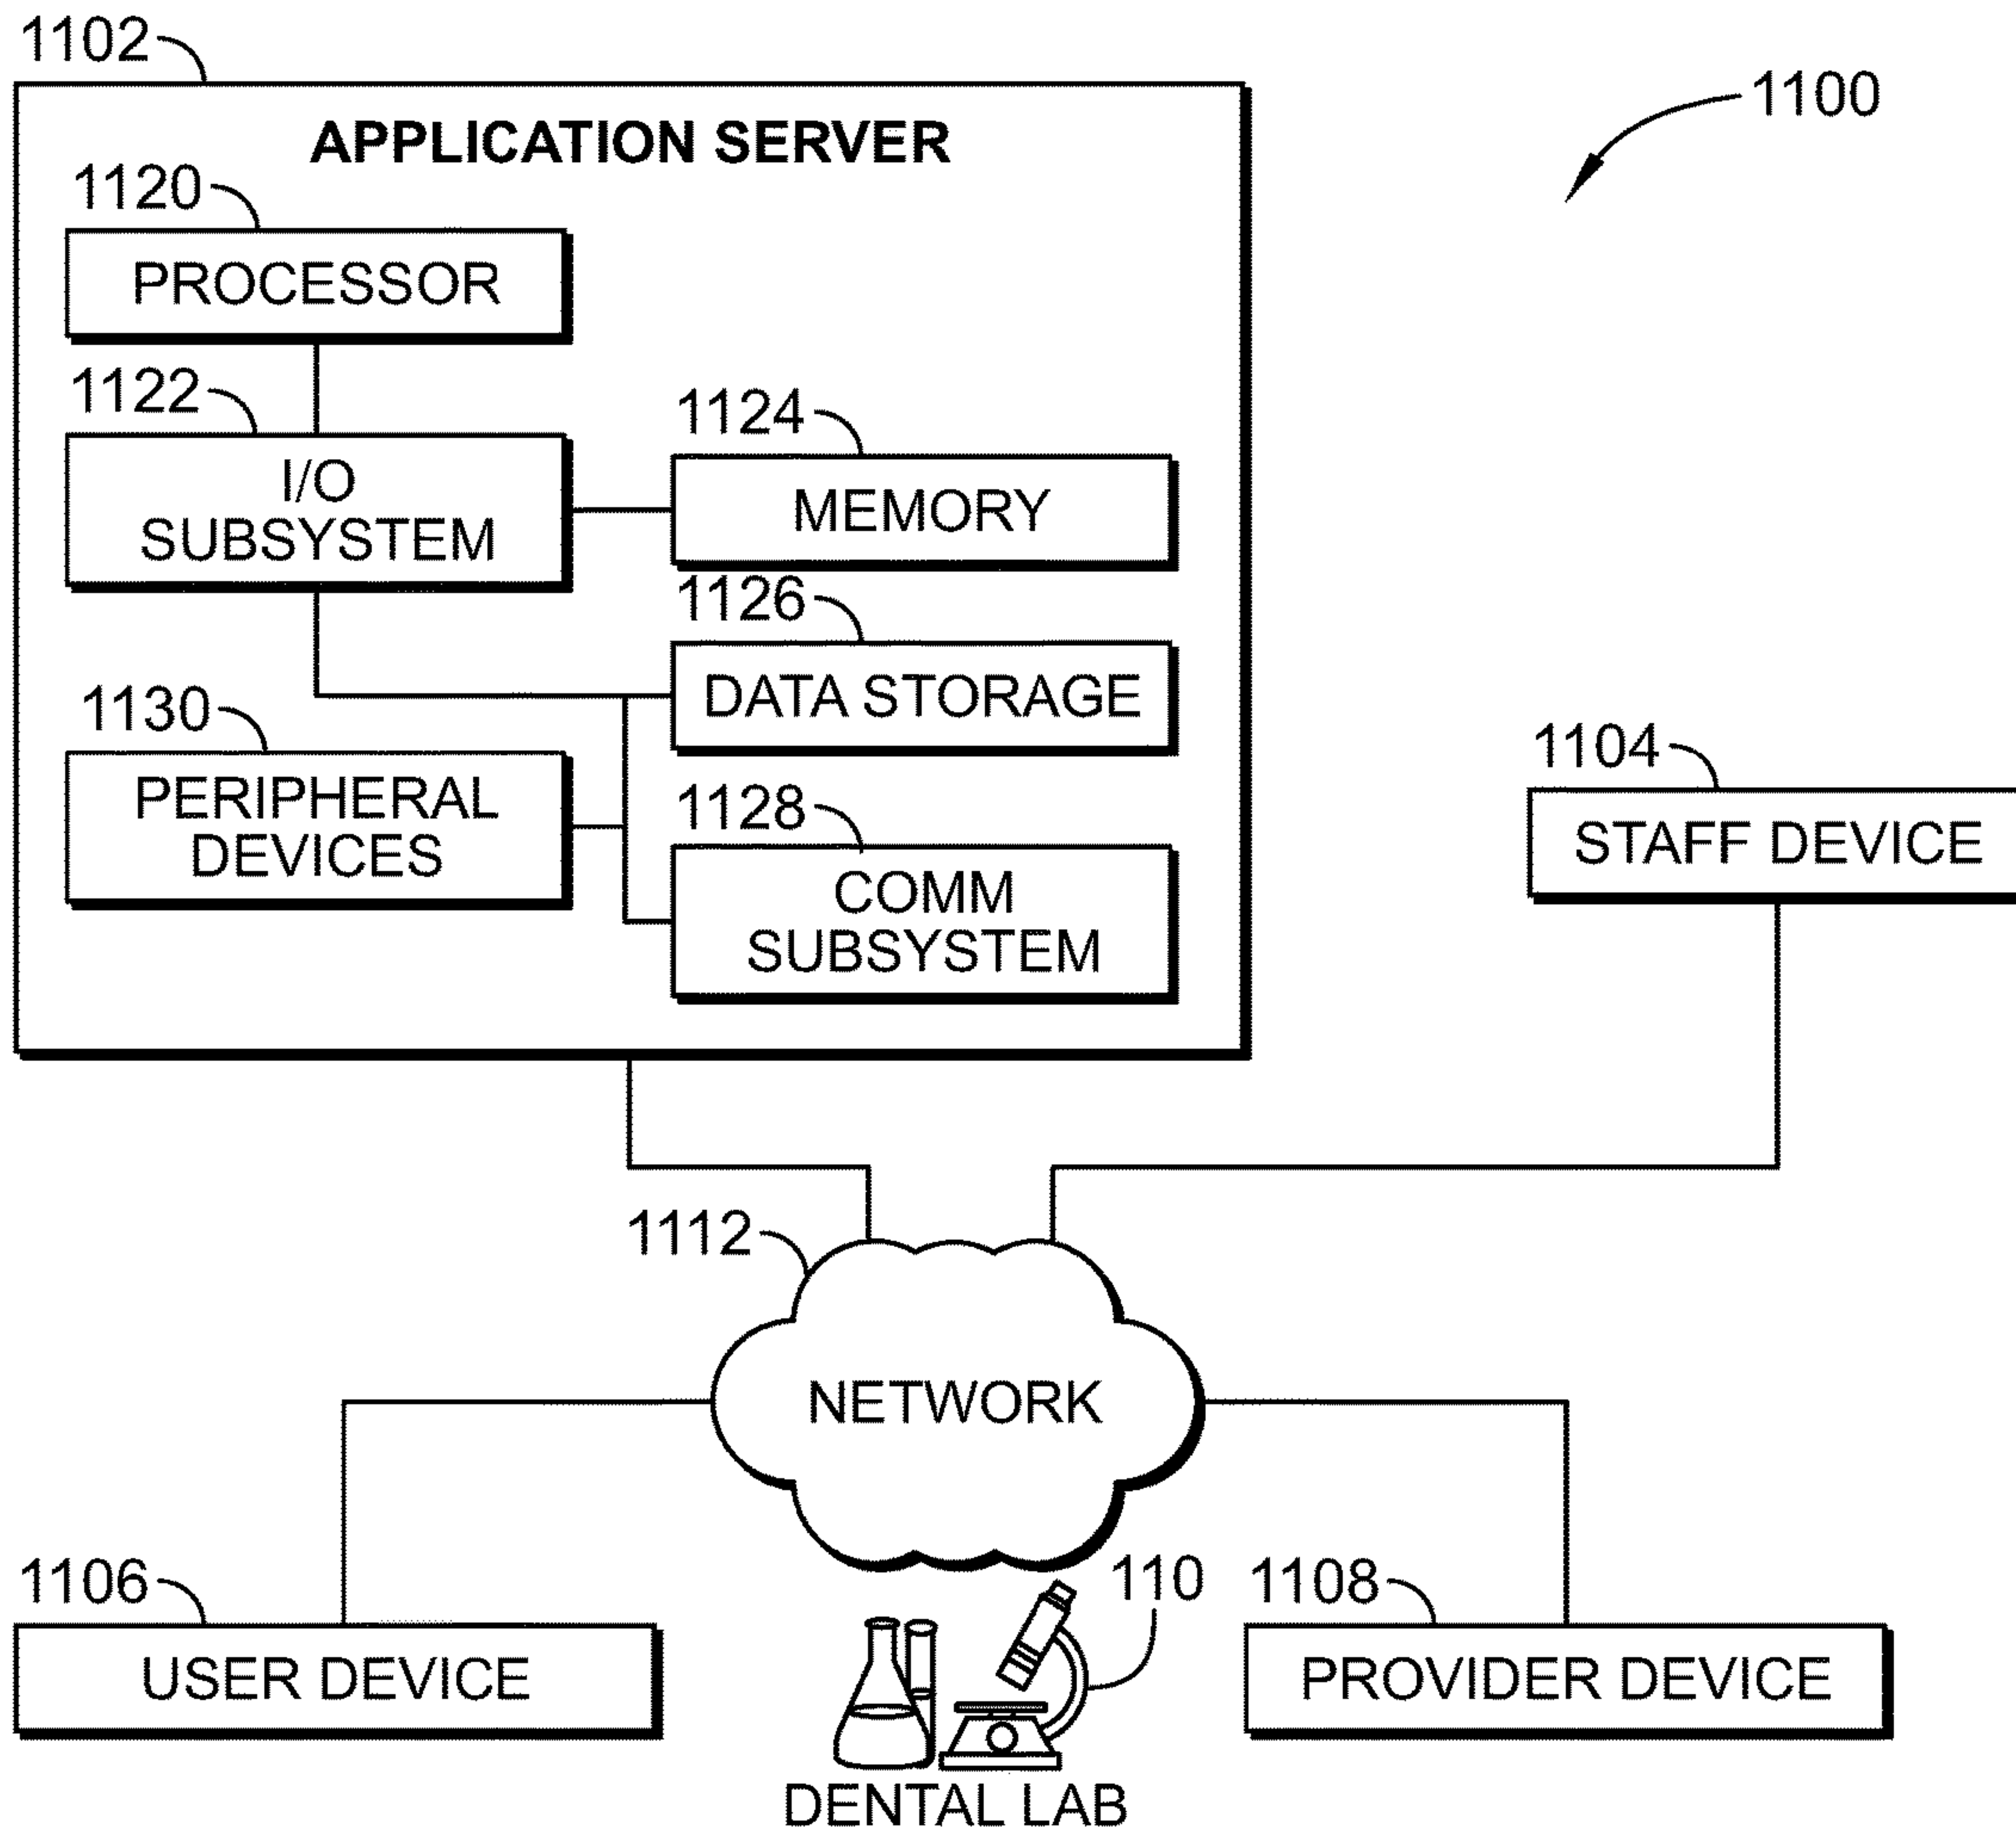 1102
1100
APPLICATION SERVER
1120
PROCESSOR
1122
I/O
SUBSYSTEM
1124
MEMORY
1126
DATA STORAGE
1130
PERIPHERAL
DEVICES
1128
COMM
SUBSYSTEM
1104
STAFF DEVICE
1112
NETWORK
1106
USER DEVICE
110
DENTAL LAB
1108
PROVIDER DEVICE